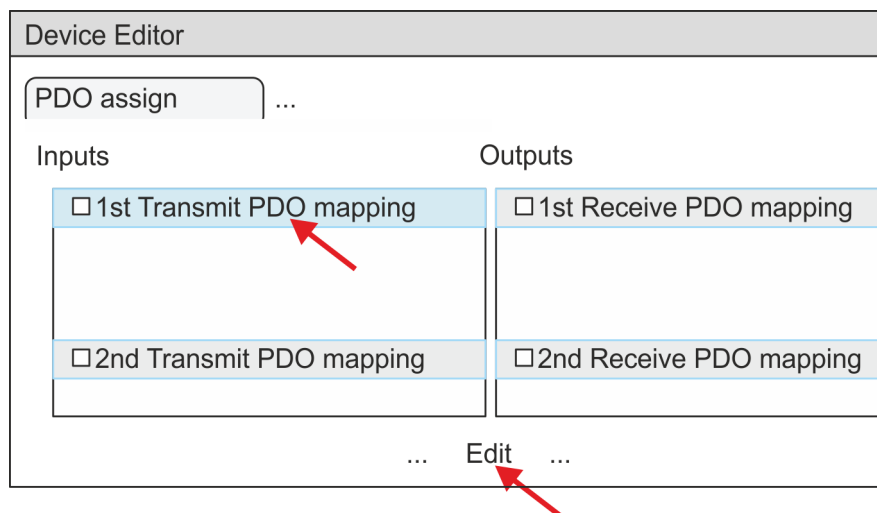 Device Editor
PDO assign ...
Inputs Outputs
1st Transmit PDO mapping 1st Receive PDO mapping
2nd Transmit PDO mapping 2nd Receive PDO mapping
... Edit ...